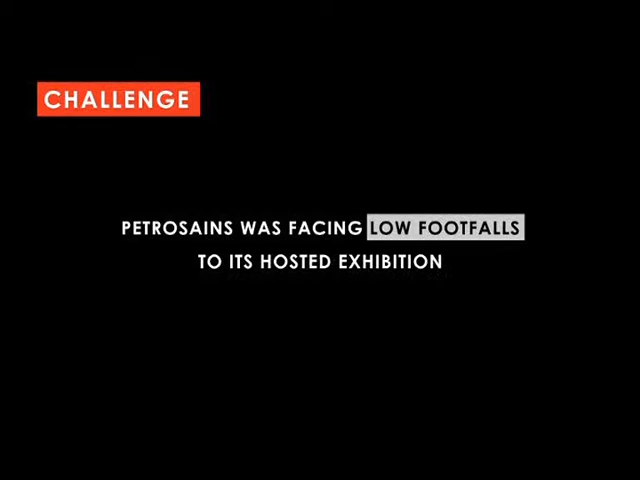 CHALLENGE
PETROSAINS WAS FACING LOW FOOTFALLS
TO ITS HOSTED EXHIBITION